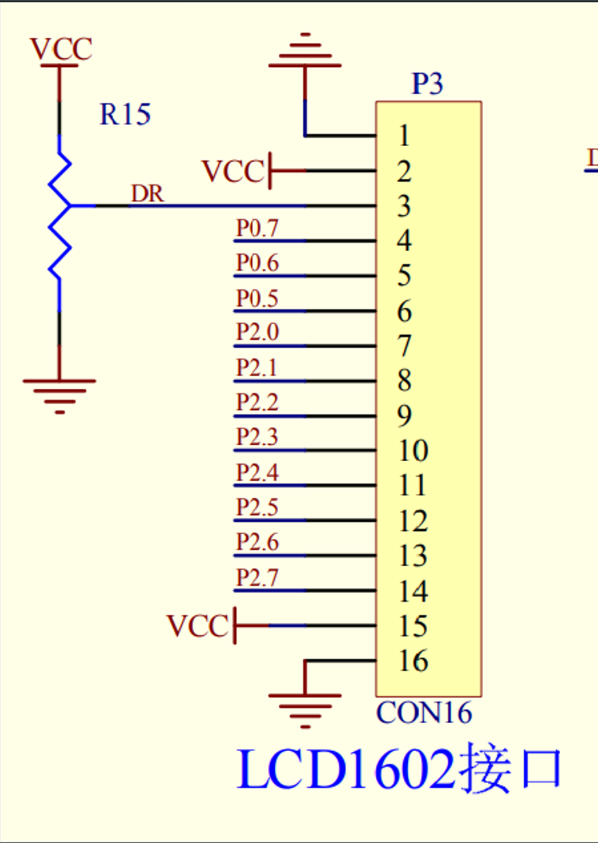 VCC
R15
DR
P3
VCC
1
2
3
P0.7 4
P0.6 5
P0.5 6
P2.0 7
P2.1 8
P2.2 9
P2.3 10
P2.4 11
P2.5 12
P2.6 13
P2.7 14
VCC 15
16
CON16
LCD1602接口